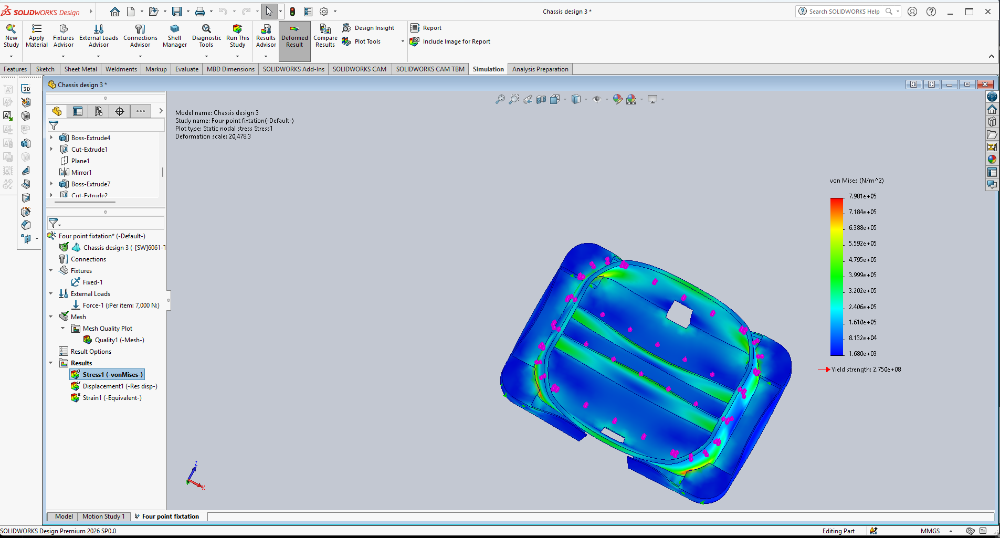 SOLIDWORKS Design
Chassis design 3 *
Search SOLIDWORKS Help
New Study
Apply Material
Fixtures Advisor
External Loads Advisor
Connections Advisor
Shell Manager
Diagnostic Tools
Run This Study
Results Advisor
Deformed Result
Compare Results
Design Insight
Plot Tools
Report
Include Image for Report
Features
Sketch
Sheet Metal
Weldments
Markup
Evaluate
MBD Dimensions
SOLIDWORKS Add-Ins
SOLIDWORKS CAM
SOLIDWORKS CAM TBM
Simulation
Analysis Preparation
3D
Chassis design 3 *
Boss-Extrude4
Cut-Extrude1
Plane1
Mirror1
Boss-Extrude7
Cut-Extrude2
Four point fixtation* (-Default-)
Chassis design 3 (-[SW]6061-T
Connections
Fixtures
Fixed-1
External Loads
Force-1 (:Per item: 7,000 N:)
Mesh
Mesh Quality Plot
Quality1 (-Mesh-)
Result Options
Results
Stress1 (-vonMises-)
Displacement1 (-Res disp-)
Strain1 (-Equivalent-)
Model name: Chassis design 3
Study name: Four point fixtation(-Default-)
Plot type: Static nodal stress Stress1
Deformation scale: 20,478.3
von Mises (N/m^2)
7.981e+05
7.184e+05
6.388e+05
5.592e+05
4.795e+05
3.999e+05
3.202e+05
2.406e+05
1.610e+05
8.132e+04
1.680e+03
Yield strength: 2.750e+08
Z
X
Model
Motion Study 1
Four point fixtation
SOLIDWORKS Design Premium 2026 SP0.0
Editing Part
MMGS